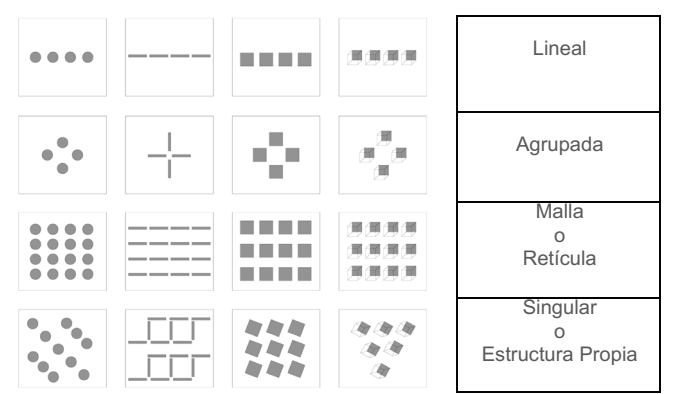 Lineal
Agrupada
Malla
o
Retícula
Singular
o
Estructura Propia